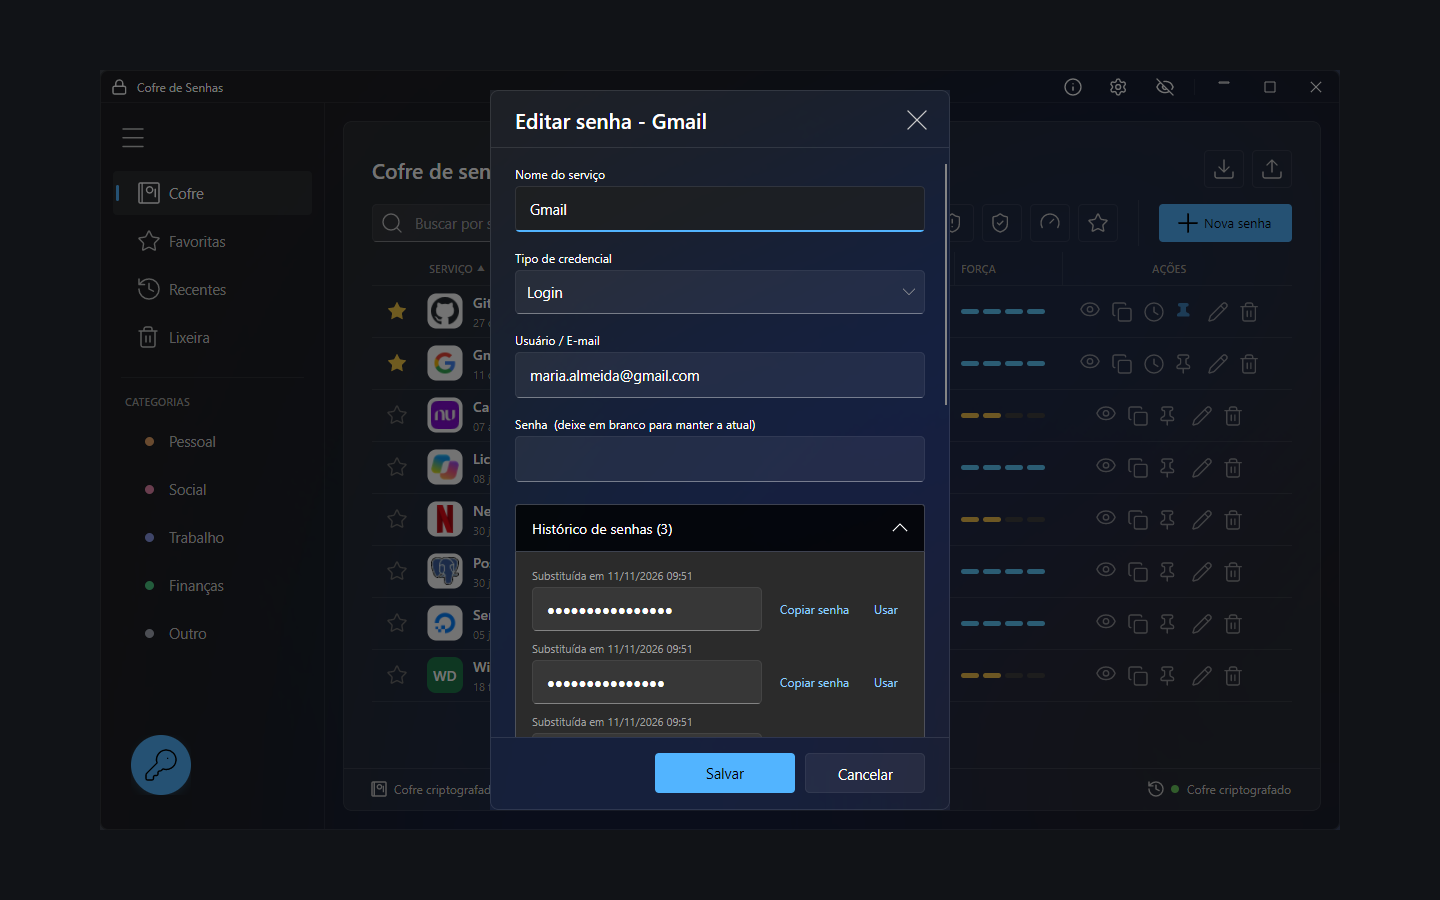 Cofre de Senhas
Cofre
Favoritas
Recentes
Lixeira
CATEGORIAS
Pessoal
Social
Trabalho
Finanças
Outro
Cofre de sen
Buscar por s
Nova senha
SERVIÇO
FORÇA
AÇÕES
Git
27
Gm
11
nu
Ca
07
Lic
08 j
Ne
30 j
Po
30 j
Ser
05 j
WD
Wi
18
Cofre criptografad
Cofre criptografado
Editar senha - Gmail
Nome do serviço
Gmail
Tipo de credencial
Login
Usuário / E-mail
maria.almeida@gmail.com
Senha (deixe em branco para manter a atual)
Histórico de senhas (3)
Substituída em 11/11/2026 09:51
●●●●●●●●●●●●●●●● Copiar senha Usar
Substituída em 11/11/2026 09:51
●●●●●●●●●●●●●●● Copiar senha Usar
Substituída em 11/11/2026 09:51
Salvar
Cancelar